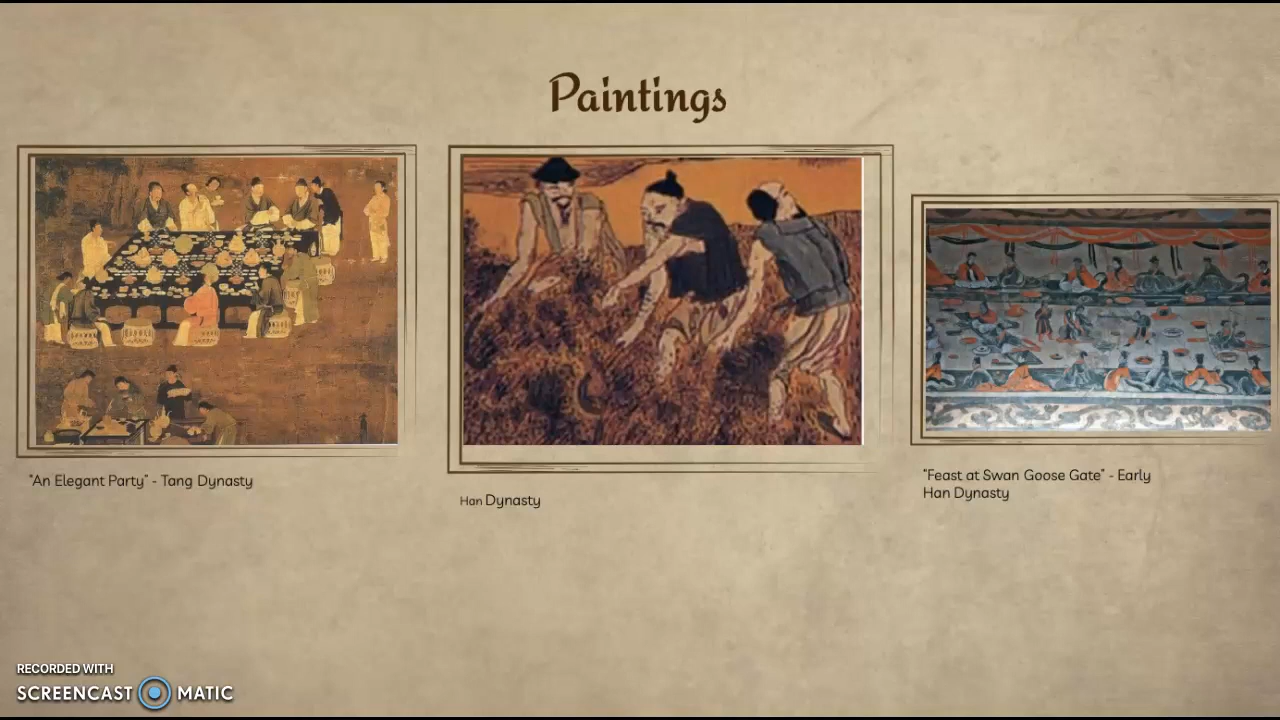 Paintings
"An Elegant Party" - Tang Dynasty
Han Dynasty
"Feast at Swan Goose Gate" - Early
Han Dynasty
RECORDED WITH
SCREENCAST MATIC